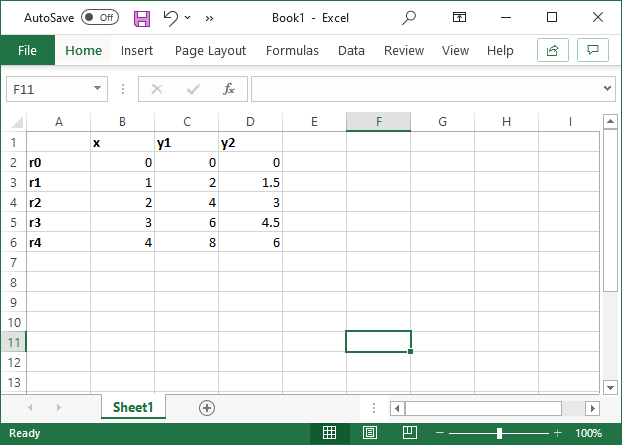 AutoSave Off Book1 - Excel
File Home Insert Page Layout Formulas Data Review View Help
F11 fx
A B C D E F G H I
1 x y1 y2
2 r0 0 0 0
3 r1 1 2 1.5
4 r2 2 4 3
5 r3 3 6 4.5
6 r4 4 8 6
7
8
9
10
11
12
13
Sheet1
Ready 100%